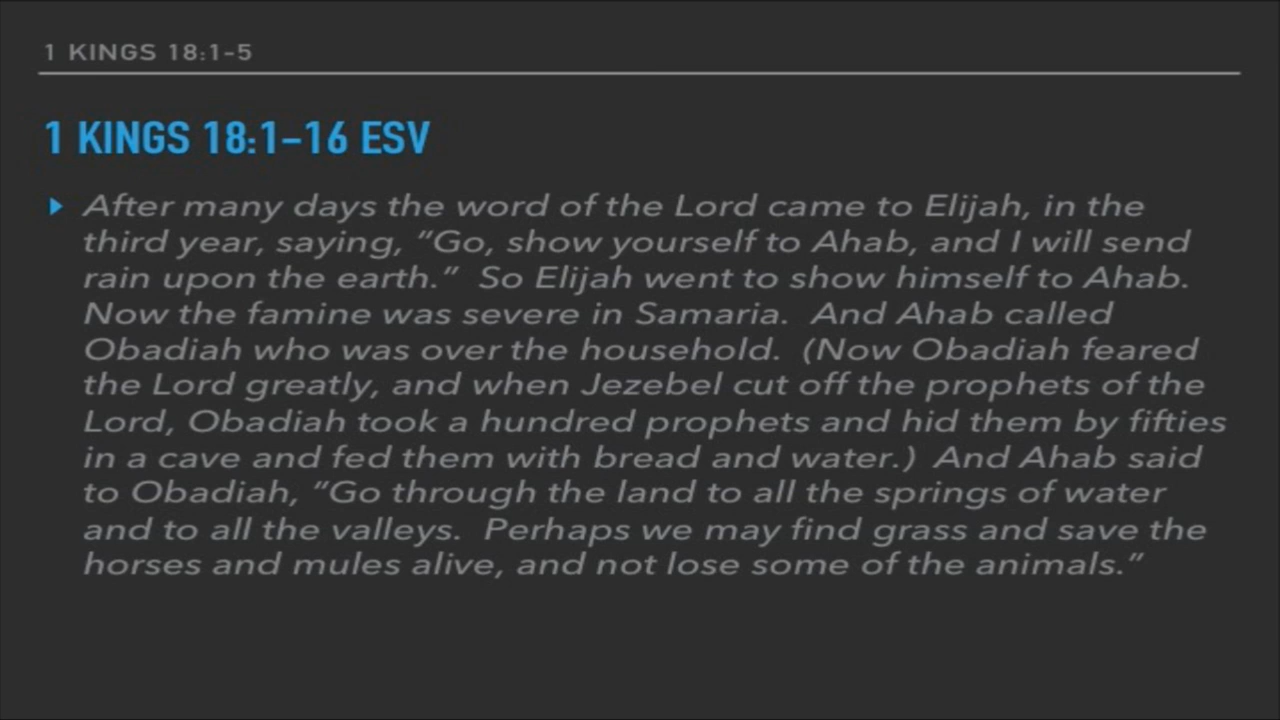 1 KINGS 18:1-5
1 KINGS 18:1-16 ESV
After many days the word of the Lord came to Elijah, in the
third year, saying, “Go, show yourself to Ahab, and I will send
rain upon the earth.”  So Elijah went to show himself to Ahab.
Now the famine was severe in Samaria.  And Ahab called
Obadiah who was over the household.  (Now Obadiah feared
the Lord greatly, and when Jezebel cut off the prophets of the
Lord, Obadiah took a hundred prophets and hid them by fifties
in a cave and fed them with bread and water.)  And Ahab said
to Obadiah, “Go through the land to all the springs of water
and to all the valleys.  Perhaps we may find grass and save the
horses and mules alive, and not lose some of the animals.”